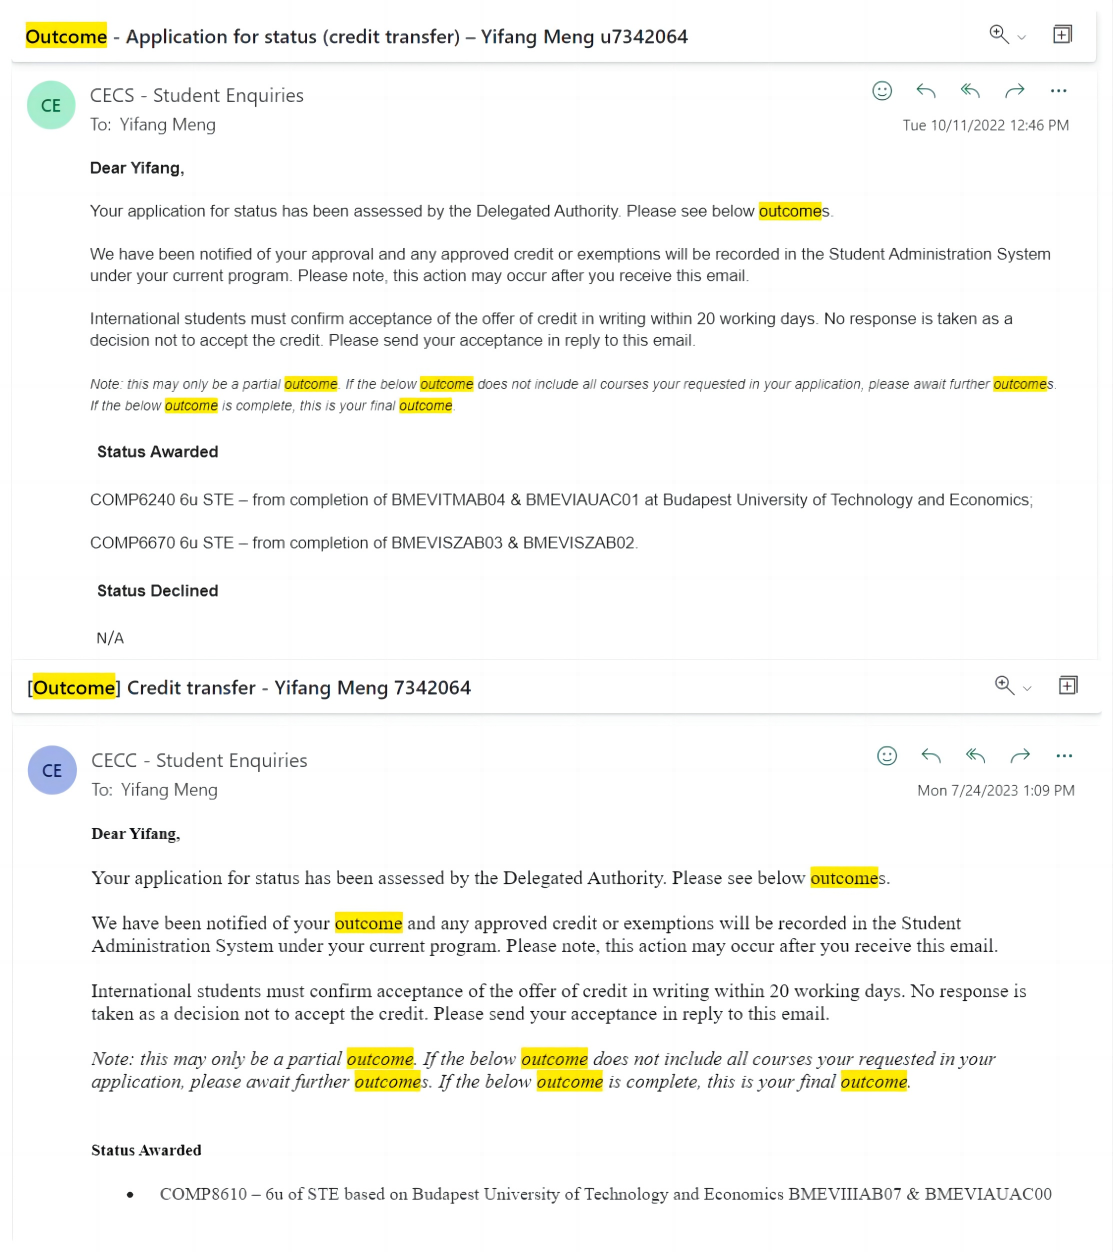 Outcome - Application for status (credit transfer) – Yifang Meng u7342064
CE
CECS - Student Enquiries
To: Yifang Meng
Tue 10/11/2022 12:46 PM
Dear Yifang,
Your application for status has been assessed by the Delegated Authority. Please see below outcomes.
We have been notified of your approval and any approved credit or exemptions will be recorded in the Student Administration System
under your current program. Please note, this action may occur after you receive this email.
International students must confirm acceptance of the offer of credit in writing within 20 working days. No response is taken as a
decision not to accept the credit. Please send your acceptance in reply to this email.
Note: this may only be a partial outcome. If the below outcome does not include all courses your requested in your application, please await further outcomes.
If the below outcome is complete, this is your final outcome.
Status Awarded
COMP6240 6u STE – from completion of BMEVITMAB04 & BMEVIAUAC01 at Budapest University of Technology and Economics;
COMP6670 6u STE – from completion of BMEVISZAB03 & BMEVISZAB02.
Status Declined
N/A
[Outcome] Credit transfer - Yifang Meng 7342064
CE
CECC - Student Enquiries
To: Yifang Meng
Mon 7/24/2023 1:09 PM
Dear Yifang,
Your application for status has been assessed by the Delegated Authority. Please see below outcomes.
We have been notified of your outcome and any approved credit or exemptions will be recorded in the Student
Administration System under your current program. Please note, this action may occur after you receive this email.
International students must confirm acceptance of the offer of credit in writing within 20 working days. No response is
taken as a decision not to accept the credit. Please send your acceptance in reply to this email.
Note: this may only be a partial outcome. If the below outcome does not include all courses your requested in your
application, please await further outcomes. If the below outcome is complete, this is your final outcome.
Status Awarded
• COMP8610 – 6u of STE based on Budapest University of Technology and Economics BMEVIIIAB07 & BMEVIAUAC00